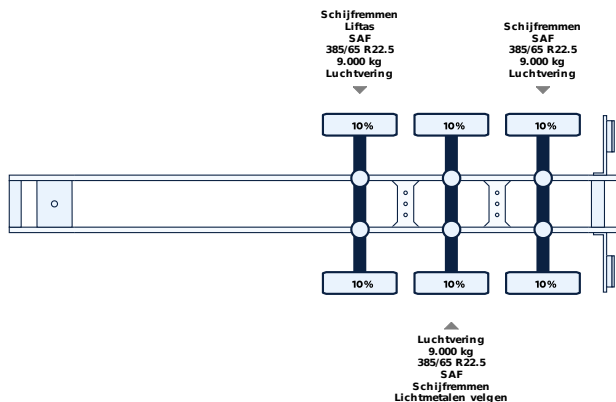 Schijfremmen
Liftas
SAF
385/65 R22.5
9.000 kg
Luchtvering
Schijfremmen
SAF
385/65 R22.5
9.000 kg
Luchtvering
10%
10%
10%
10%
10%
10%
Luchtvering
9.000 kg
385/65 R22.5
SAF
Schijfremmen
Lichtmetalen velgen